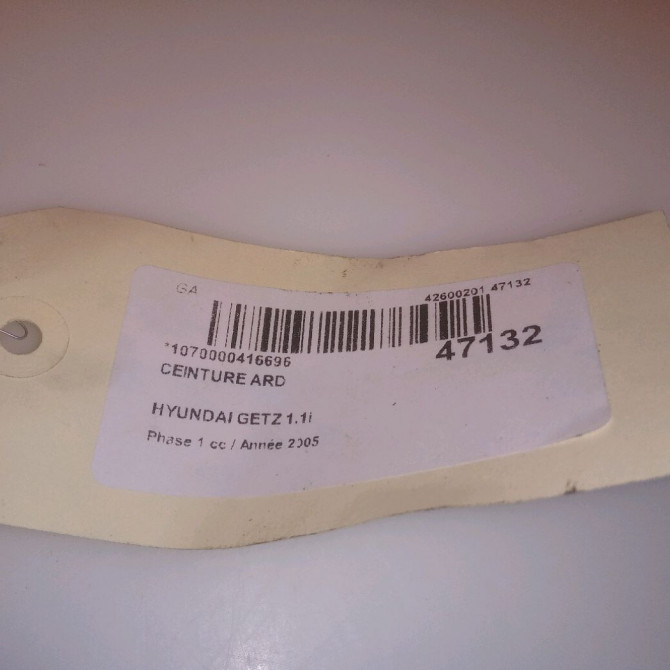 GA
42600201 47132
*1070000416696
47132
CEINTURE ARD
HYUNDAI GETZ 1.1i
Phase 1 cc / Année 2005